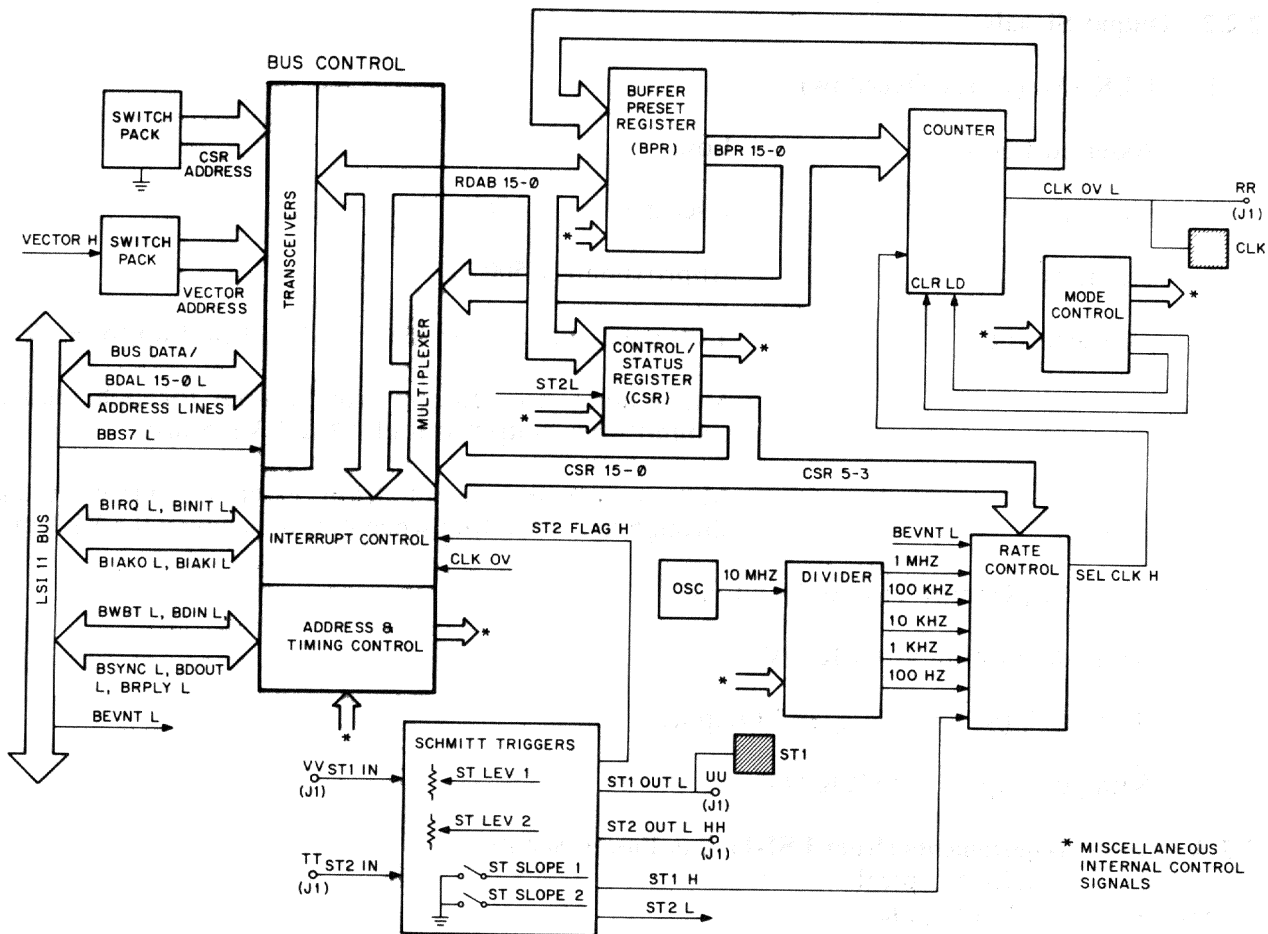 BUS CONTROL
SWITCH
PACK
CSR
ADDRESS
VECTOR H
SWITCH
PACK
VECTOR
ADDRESS
TRANSCEIVERS
MULTIPLEXER
RDAB 15-0
BUFFER
PRESET
REGISTER
(BPR)
*
BPR 15-0
COUNTER
CLR LD
CLK OV L
RR
(J1)
CLK
MODE
CONTROL
*
*
LSI 11 BUS
BUS DATA/
BDAL 15-0 L
ADDRESS LINES
BBS7 L
BIRQ L, BINIT L,
BIAKO L, BIAKI L
BWBT L, BDIN L,
BSYNC L, BDOUT
L, BRPLY L
BEVNT L
INTERRUPT CONTROL
ADDRESS &
TIMING CONTROL
*
*
CONTROL/
STATUS
REGISTER
(CSR)
*
ST2L
*
CSR 15-0
CSR 5-3
ST2 FLAG H
CLK OV
OSC
10 MHZ
DIVIDER
*
BEVNT L
1 MHZ
100 KHZ
10 KHZ
1 KHZ
100 HZ
RATE
CONTROL
SEL CLK H
SCHMITT TRIGGERS
VV
(J1)
ST1 IN
ST LEV 1
ST LEV 2
TT
(J1)
ST2 IN
ST SLOPE 1
ST SLOPE 2
ST1
ST1 OUT L
UU
(J1)
ST2 OUT L
HH
(J1)
ST1 H
ST2 L
* MISCELLANEOUS
INTERNAL CONTROL
SIGNALS